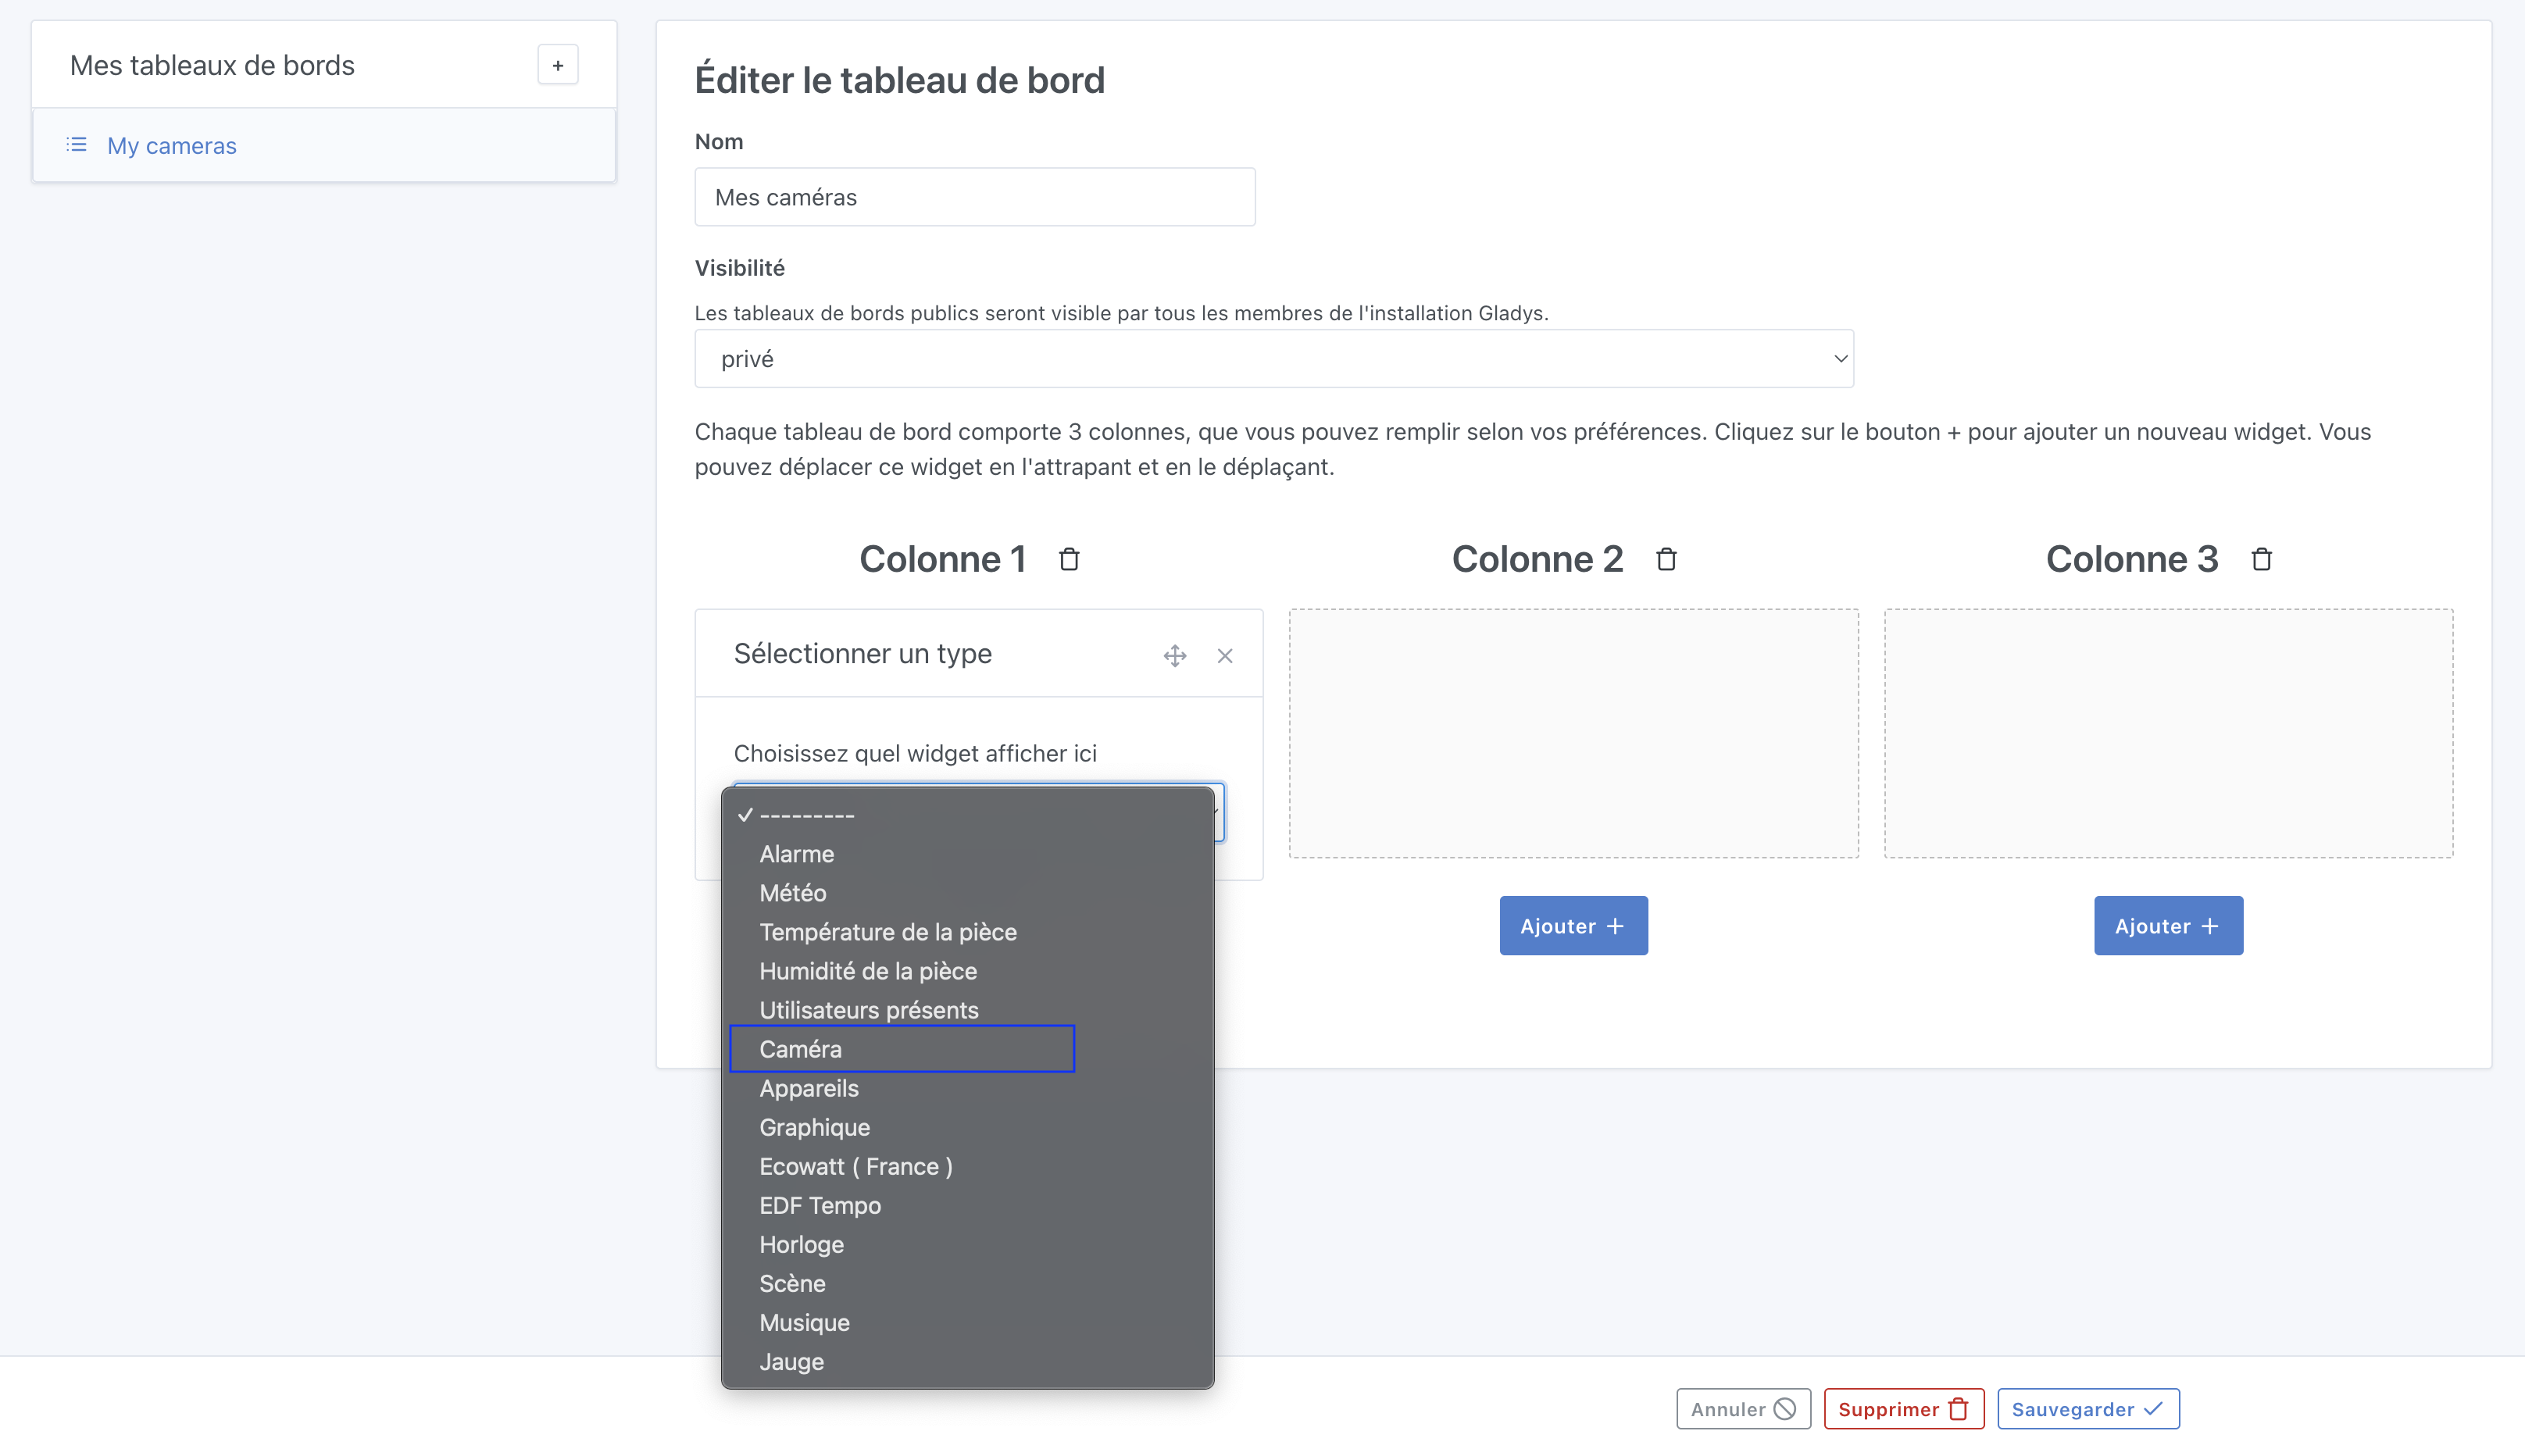 Mes tableaux de bords
+
My cameras
Éditer le tableau de bord
Nom
Mes caméras
Visibilité
Les tableaux de bords publics seront visible par tous les membres de l'installation Gladys.
privé
Chaque tableau de bord comporte 3 colonnes, que vous pouvez remplir selon vos préférences. Cliquez sur le bouton + pour ajouter un nouveau widget. Vous
pouvez déplacer ce widget en l'attrapant et en le déplaçant.
Colonne 1
Colonne 2
Colonne 3
Sélectionner un type
Choisissez quel widget afficher ici
✓ ---------
Alarme
Météo
Température de la pièce
Humidité de la pièce
Utilisateurs présents
Caméra
Appareils
Graphique
Ecowatt ( France )
EDF Tempo
Horloge
Scène
Musique
Jauge
Ajouter +
Ajouter +
Annuler
Supprimer
Sauvegarder